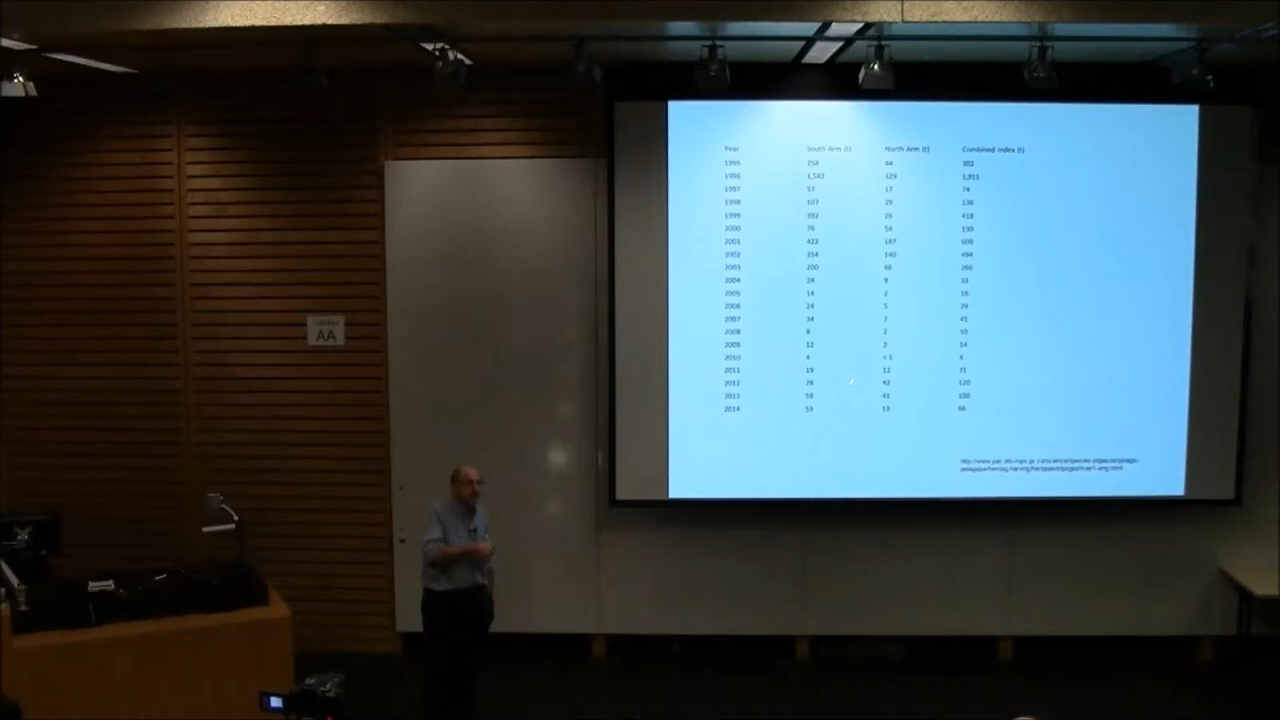 Year South Arm (t) North Arm (t) Combined Index (t)
1995 258 44 302
1996 1,582 329 1,911
1997 57 17 74
1998 107 29 136
1999 392 26 418
2000 76 54 130
2001 422 187 609
2002 354 140 494
2003 200 66 266
2004 24 9 33
2005 14 2 16
2006 24 5 29
2007 34 7 41
2008 8 2 10
2009 12 2 14
2010 4 < 1
2011 19 12 31
2012 78 42 120
2013 59 41 100
2014 53 13 66
AA